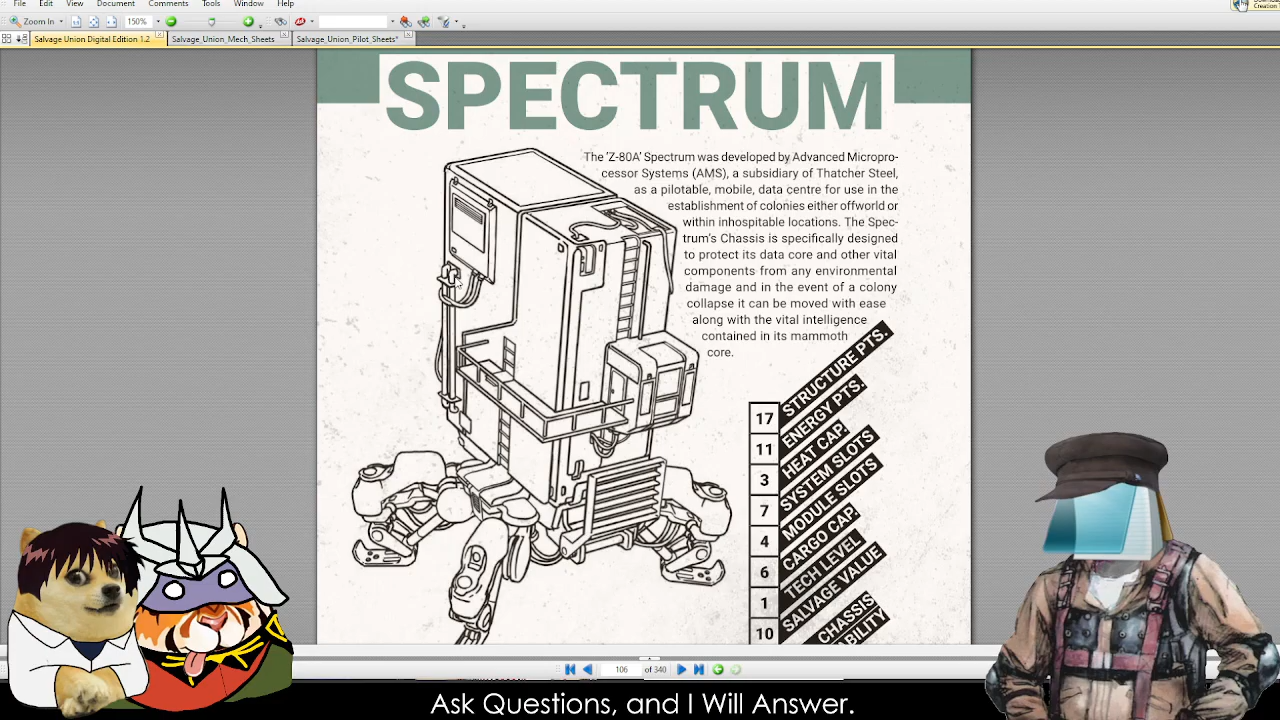 File Edit View Document Comments Tools Window Help
Creation
Zoom In 150%
Salvage Union Digital Edition 1.2 Salvage_Union_Mech_Sheets Salvage_Union_Pilot_Sheets*
SPECTRUM
The 'Z-80A' Spectrum was developed by Advanced Micropro-
cessor Systems (AMS), a subsidiary of Thatcher Steel,
as a pilotable, mobile, data centre for use in the
establishment of colonies either offworld or
within inhospitable locations. The Spec-
trum's Chassis is specifically designed
to protect its data core and other vital
components from any environmental
damage and in the event of a colony
collapse it can be moved with ease
along with the vital intelligence
contained in its mammoth
core.
17 STRUCTURE PTS.
11 ENERGY PTS.
3 HEAT CAP.
7 SYSTEM SLOTS
4 MODULE SLOTS
6 CARGO CAP.
1 TECH LEVEL
10 SALVAGE VALUE
CHASSIS
106 of 340
Ask Questions, and I Will Answer.